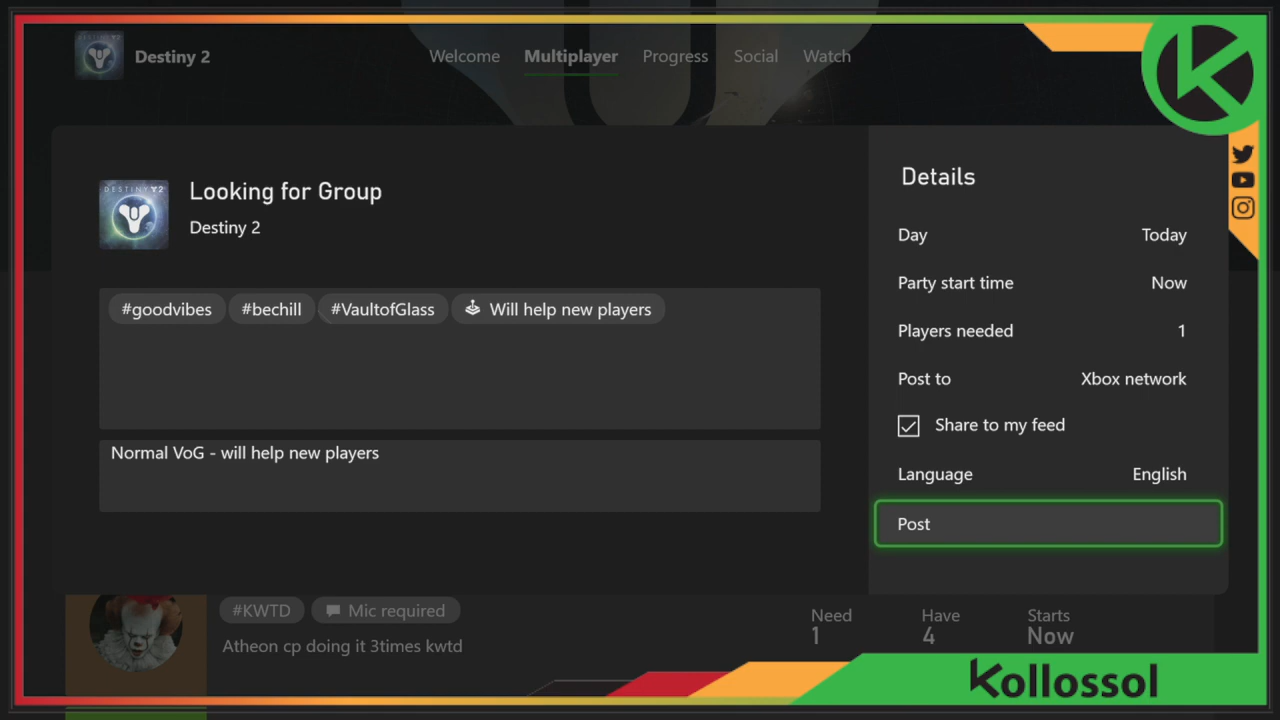 Destiny 2
Welcome Multiplayer Progress Social Watch
DESTINY 2
Looking for Group
Destiny 2
#goodvibes #bechill #VaultofGlass Will help new players
Normal VoG - will help new players
Details
Day Today
Party start time Now
Players needed 1
Post to Xbox network
Share to my feed
Language English
Post
#KWTD Mic required
Atheon cp doing it 3times kwtd
Need Have Starts
1 4 Now
Kollossol